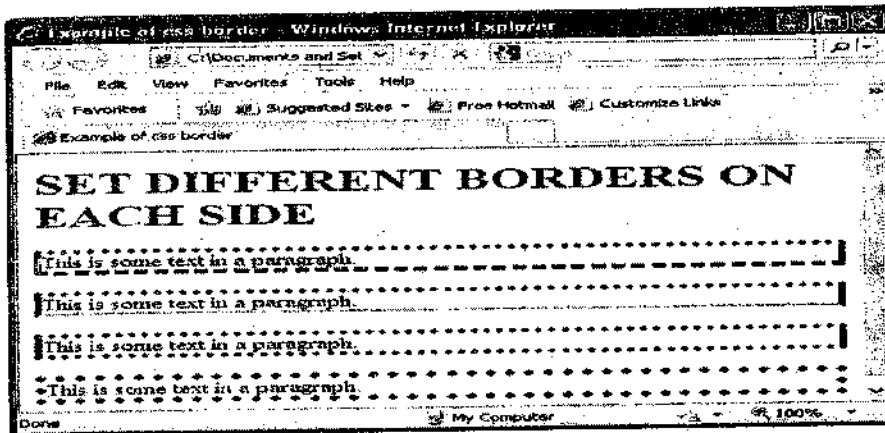 Example of css border - Windows Internet Explorer
C:\Documents and Set
File Edit View Favorites Tools Help
Favorites Suggested Sites Free Hotmail Customize Links
Example of css border
SET DIFFERENT BORDERS ON
EACH SIDE
This is some text in a paragraph.
This is some text in a paragraph.
This is some text in a paragraph.
This is some text in a paragraph.
Done My Computer 100%